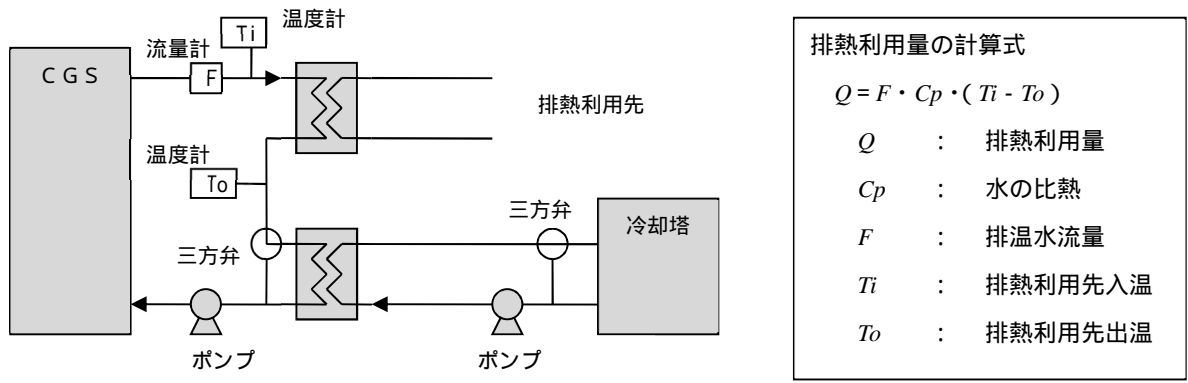 温度計
Ti
流量計
CGS
F
排熱利用先
温度計
To
三方弁
冷却塔
三方弁
ポンプ
ポンプ
排熱利用量の計算式
Q = F・Cp・( Ti - To )
Q : 排熱利用量
Cp : 水の比熱
F : 排温水流量
Ti : 排熱利用先入温
To : 排熱利用先出温